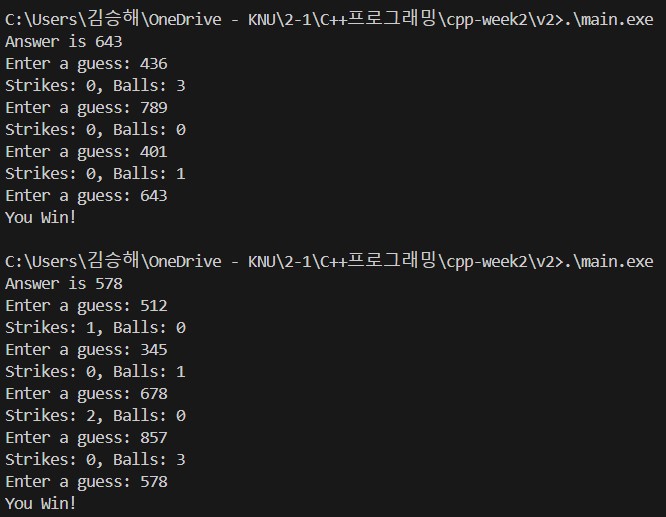 C:\Users\김승해\OneDrive - KNU\2-1\C++프로그래밍\cpp-week2\v2>.\main.exe
Answer is 643
Enter a guess: 436
Strikes: 0, Balls: 3
Enter a guess: 789
Strikes: 0, Balls: 0
Enter a guess: 401
Strikes: 0, Balls: 1
Enter a guess: 643
You Win!
C:\Users\김승해\OneDrive - KNU\2-1\C++프로그래밍\cpp-week2\v2>.\main.exe
Answer is 578
Enter a guess: 512
Strikes: 1, Balls: 0
Enter a guess: 345
Strikes: 0, Balls: 1
Enter a guess: 678
Strikes: 2, Balls: 0
Enter a guess: 857
Strikes: 0, Balls: 3
Enter a guess: 578
You Win!